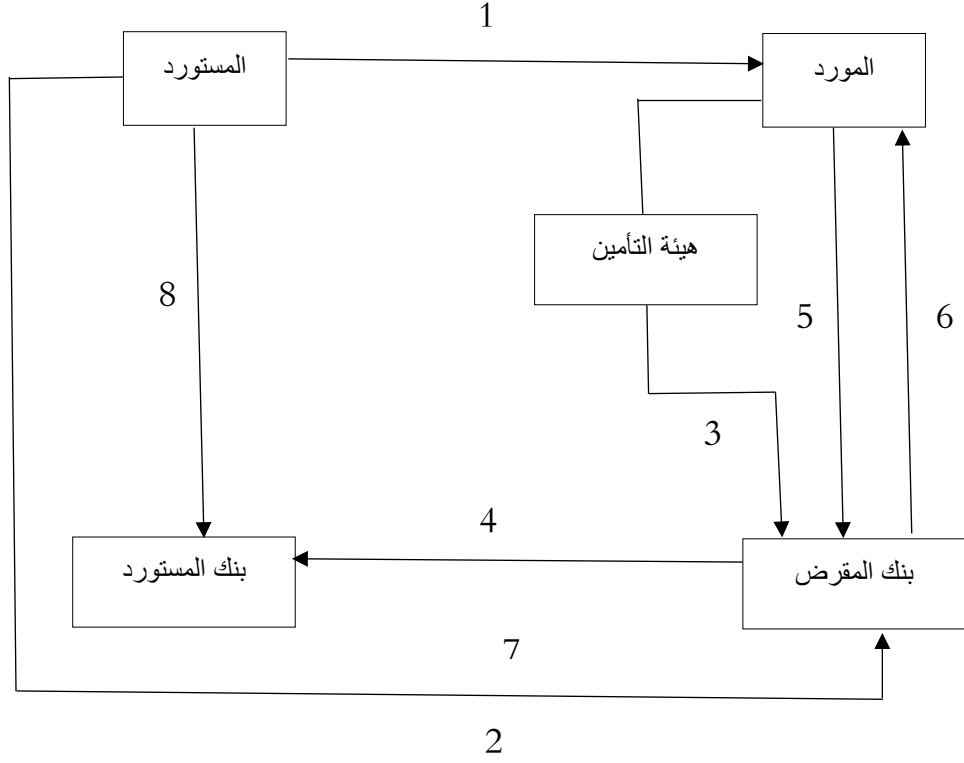 1
المستورد
المورد
هيئة التأمين
8
5
6
3
4
بنك المستورد
بنك المقرض
7
2